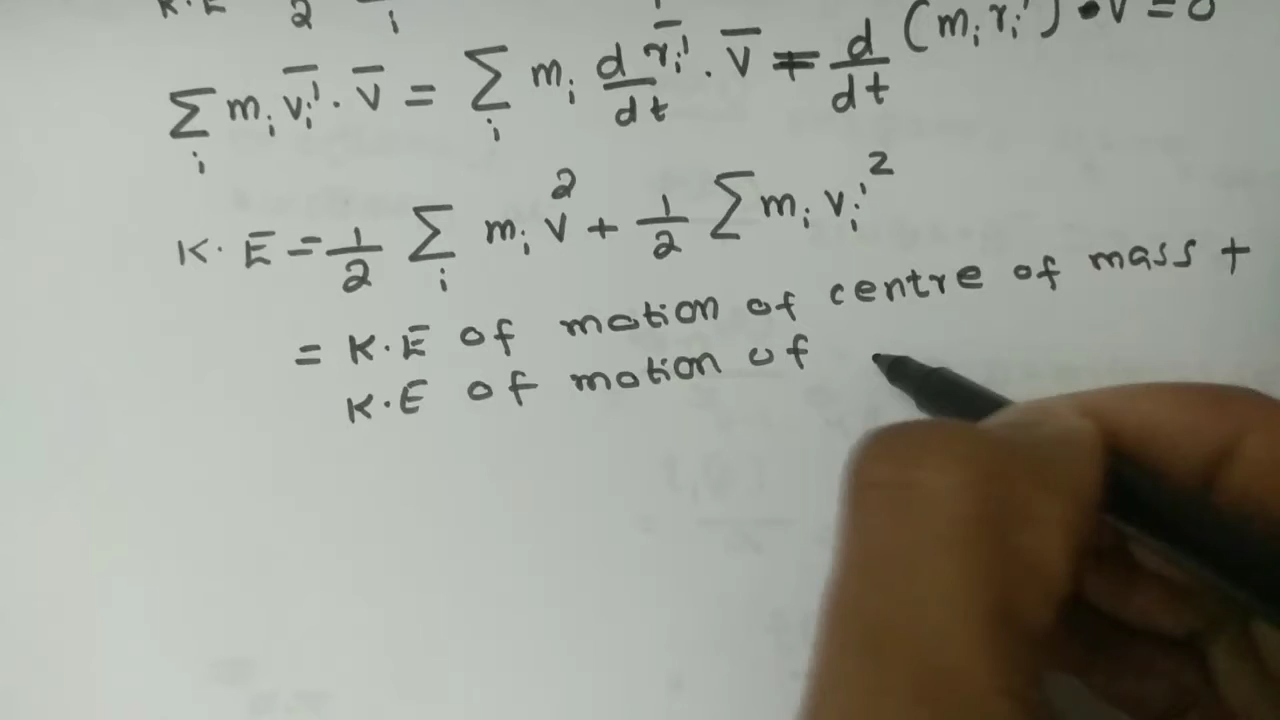 K.E 2 i
∑ᵢ mᵢ v̄ᵢ' . v̄ = ∑ᵢ mᵢ d r̄ᵢ'/dt . v̄ = d/dt (mᵢ rᵢ') • v = 0
K.E = 1/2 ∑ᵢ mᵢ v² + 1/2 ∑ mᵢ vᵢ'²
= K.E of motion of centre of mass +
K.E of motion of